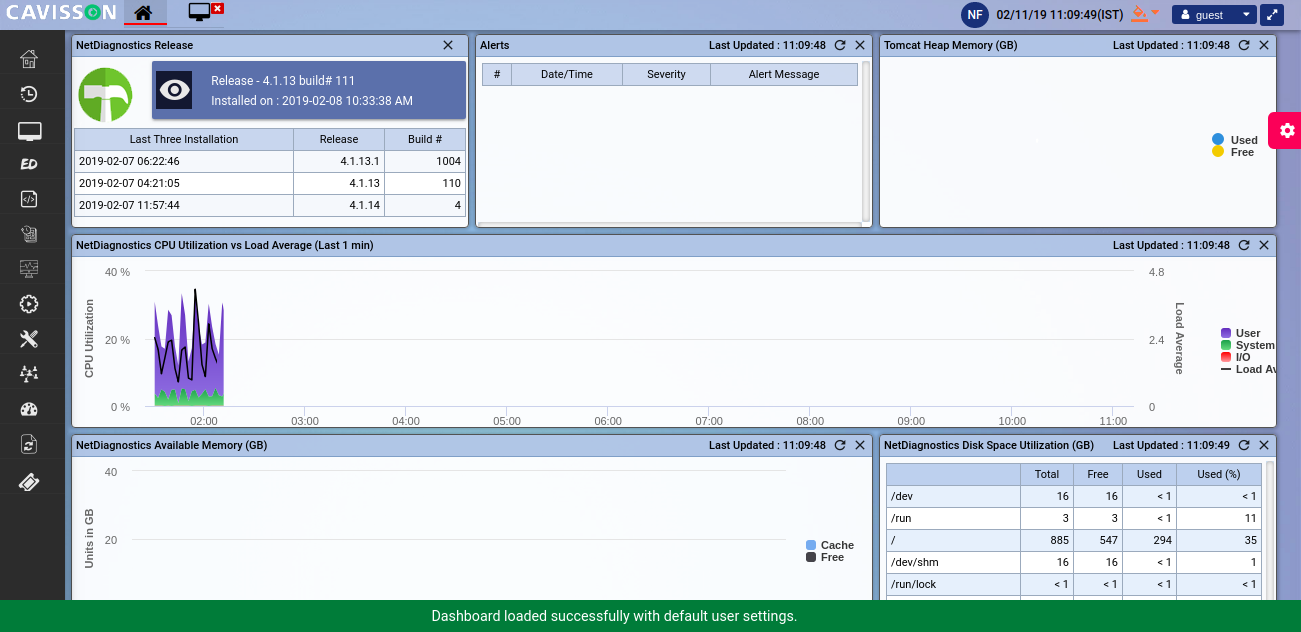 CAVISSON
NF 02/11/19 11:09:49(IST) guest
NetDiagnostics Release
Release - 4.1.13 build# 111
Installed on : 2019-02-08 10:33:38 AM
Last Three Installation Release Build #
2019-02-07 06:22:46 4.1.13.1 1004
2019-02-07 04:21:05 4.1.13 110
2019-02-07 11:57:44 4.1.14 4
Alerts Last Updated : 11:09:48
# Date/Time Severity Alert Message
Tomcat Heap Memory (GB) Last Updated : 11:09:48
Used
Free
ED
NetDiagnostics CPU Utilization vs Load Average (Last 1 min) Last Updated : 11:09:48
CPU Utilization
40 %
20 %
0 %
4.8
2.4
0
Load Average
02:00 03:00 04:00 05:00 06:00 07:00 08:00 09:00 10:00 11:00
User
System
I/O
Load Av
NetDiagnostics Available Memory (GB) Last Updated : 11:09:48
Units in GB
40
20
Cache
Free
NetDiagnostics Disk Space Utilization (GB) Last Updated : 11:09:49
Total Free Used Used (%)
/dev 16 16 < 1 < 1
/run 3 3 < 1 11
/ 885 547 294 35
/dev/shm 16 16 < 1 1
/run/lock < 1 < 1 < 1 < 1
Dashboard loaded successfully with default user settings.